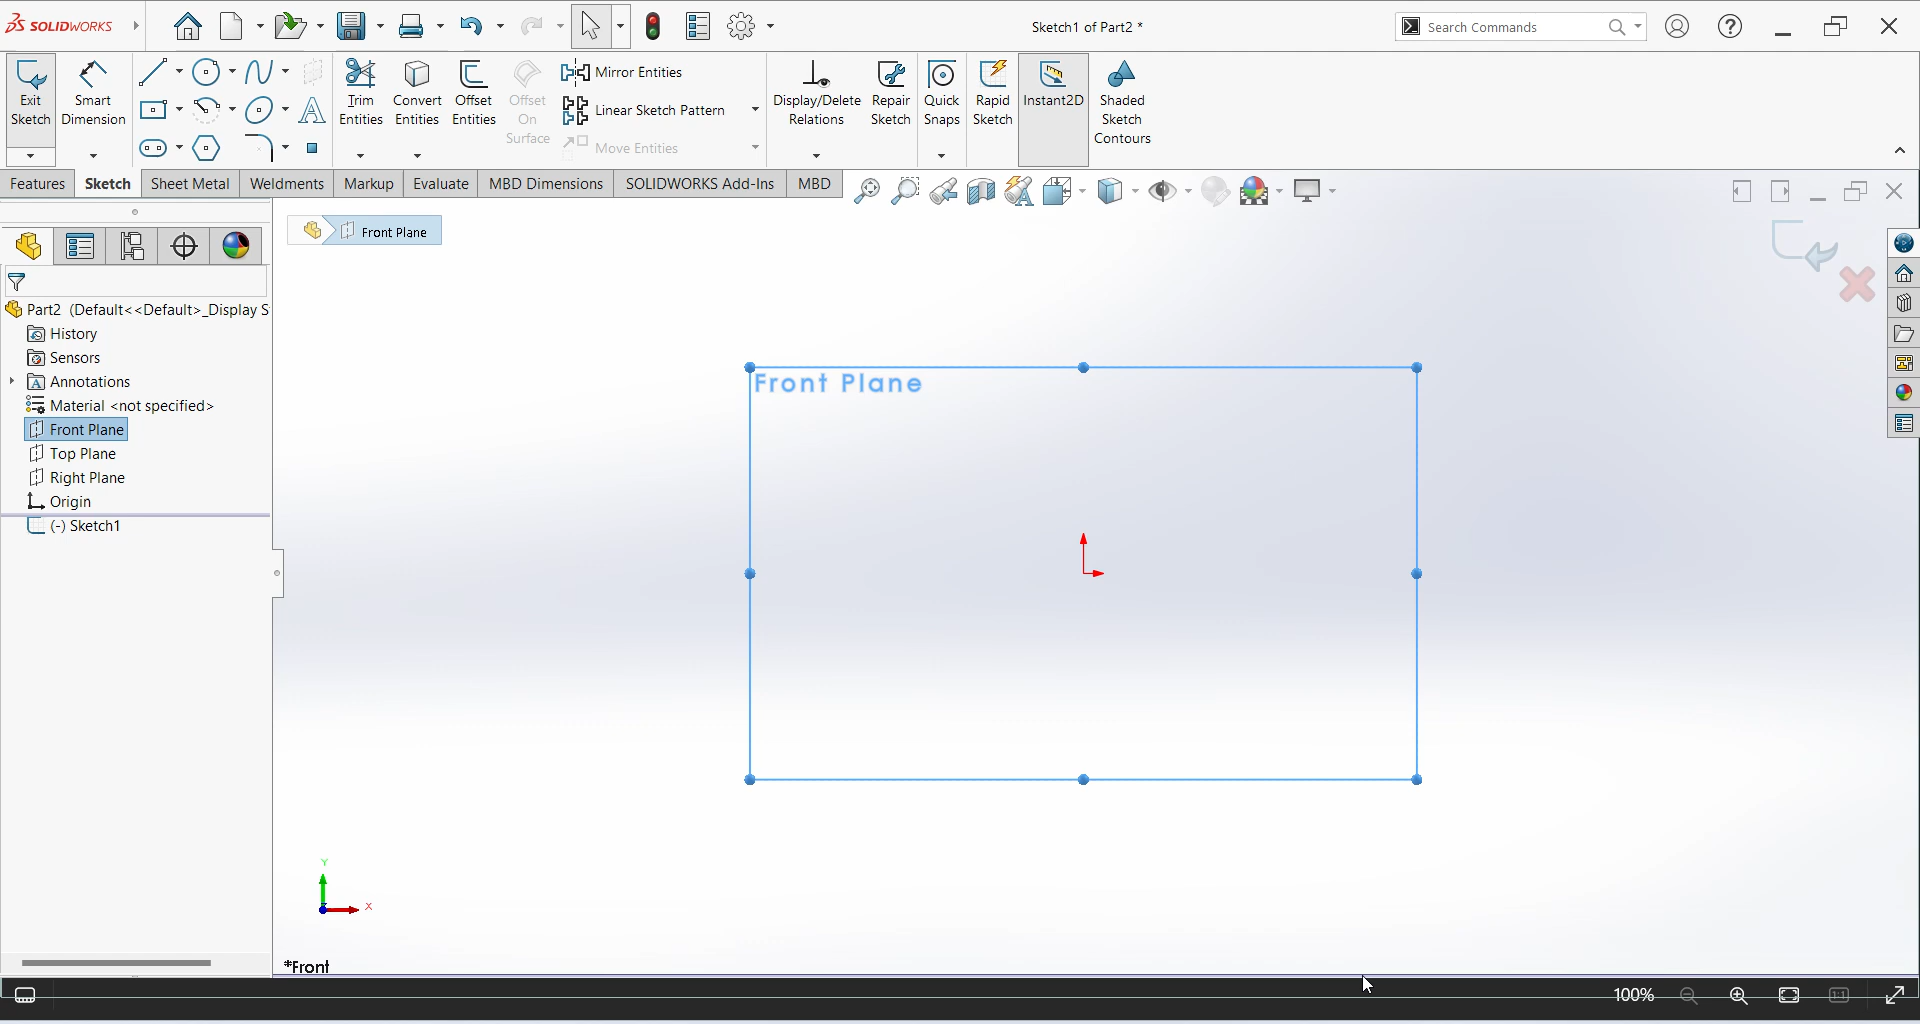 SOLIDWORKS
Sketch1 of Part2 *
Search Commands
Exit
Sketch
Smart
Dimension
Trim
Entities
Convert
Entities
Offset
Entities
Offset
On
Surface
Mirror Entities
Linear Sketch Pattern
Move Entities
Display/Delete
Relations
Repair
Sketch
Quick
Snaps
Rapid
Sketch
Instant2D
Shaded
Sketch
Contours
Features
Sketch
Sheet Metal
Weldments
Markup
Evaluate
MBD Dimensions
SOLIDWORKS Add-Ins
MBD
Front Plane
Part2 (Default<<Default>_Display S
History
Sensors
Annotations
Material <not specified>
Front Plane
Top Plane
Right Plane
Origin
(-) Sketch1
Front Plane
Y
X
*Front
100%
1:1